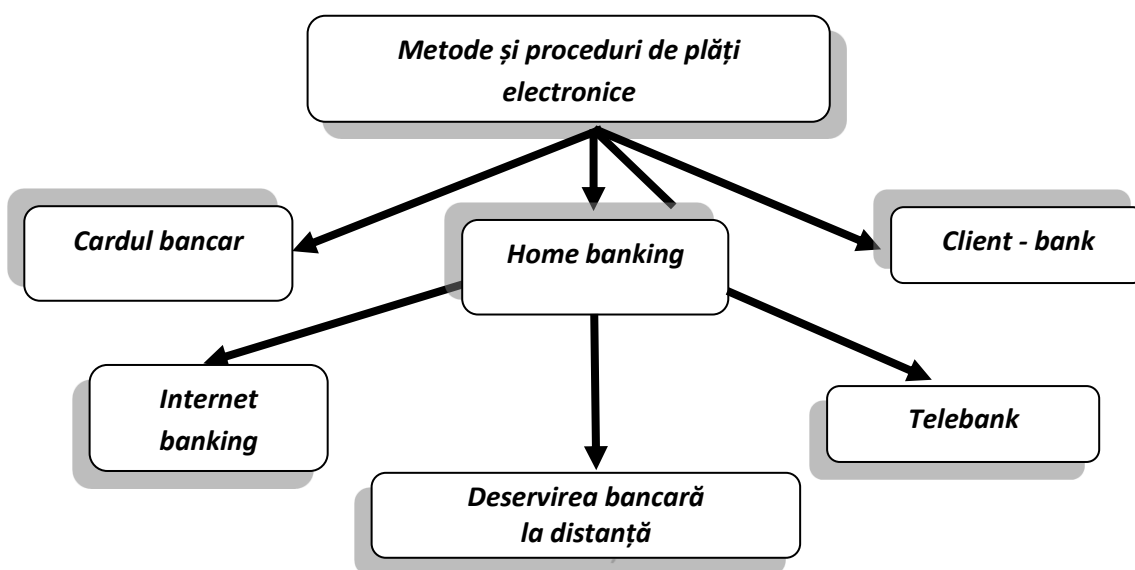 Metode și proceduri de plăți
electronice
Cardul bancar
Home banking
Client - bank
Internet
banking
Telebank
Deservirea bancară
la distanță